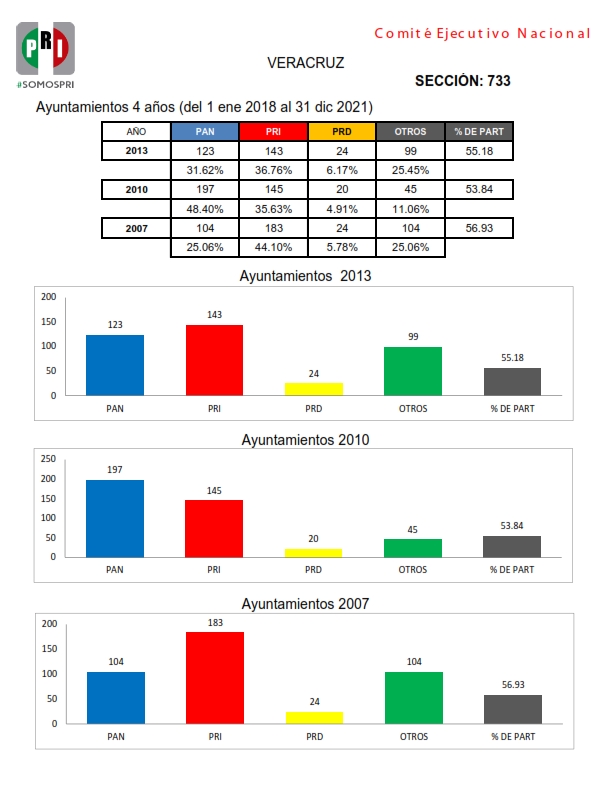 Comité Ejecutivo Nacional
PRI
#SOMOSPRI
VERACRUZ
SECCIÓN: 733
Ayuntamientos 4 años (del 1 ene 2018 al 31 dic 2021)
AÑO PAN PRI PRD OTROS % DE PART
2013 123 143 24 99 55.18
31.62% 36.76% 6.17% 25.45%
2010 197 145 20 45 53.84
48.40% 35.63% 4.91% 11.06%
2007 104 183 24 104 56.93
25.06% 44.10% 5.78% 25.06%
Ayuntamientos 2013
200
150
100
50
0
123 143 24 99 55.18
PAN PRI PRD OTROS % DE PART
Ayuntamientos 2010
250
200
150
100
50
0
197 145 20 45 53.84
PAN PRI PRD OTROS % DE PART
Ayuntamientos 2007
200
150
100
50
0
104 183 24 104 56.93
PAN PRI PRD OTROS % DE PART